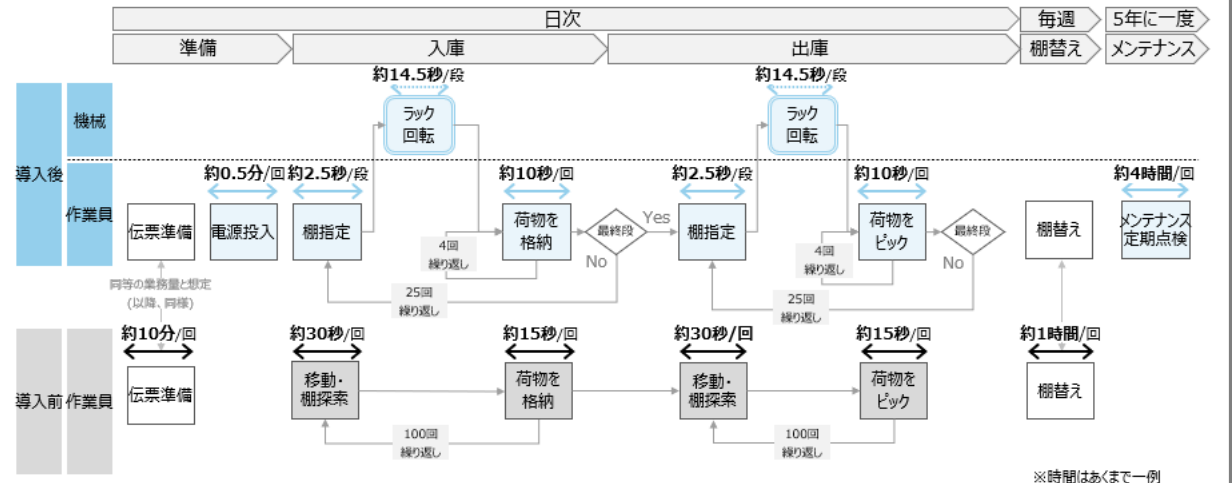 日次
毎週
5年に一度
準備
入庫
出庫
棚替え
メンテナンス
約14.5秒/段
約14.5秒/段
導入後
機械
ラック
回転
ラック
回転
作業員
約0.5分/回
約2.5秒/段
約10秒/回
約2.5秒/段
約10秒/回
約4時間/回
伝票準備
電源投入
棚指定
荷物を
格納
最終段
Yes
No
棚指定
荷物を
ピック
最終段
No
棚替え
メンテナンス
定期点検
4回
繰り返し
4回
繰り返し
同等の業務量と想定
(以降、同様)
25回
繰り返し
25回
繰り返し
導入前
作業員
約10分/回
約30秒/回
約15秒/回
約30秒/回
約15秒/回
約1時間/回
伝票準備
移動・
棚探索
荷物を
格納
移動・
棚探索
荷物を
ピック
棚替え
100回
繰り返し
100回
繰り返し
※時間はあくまで一例